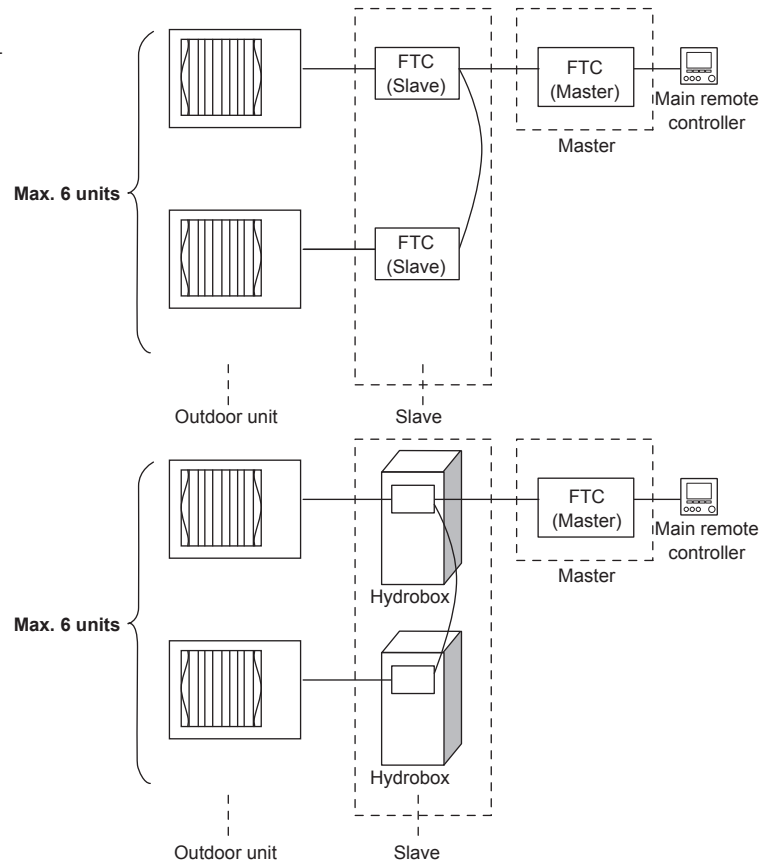 FTC
(Slave)
FTC
(Master)
Main remote
controller
Master
Max. 6 units
FTC
(Slave)
Outdoor unit
Slave
FTC
(Master)
Main remote
controller
Hydrobox
Master
Max. 6 units
Hydrobox
Outdoor unit
Slave